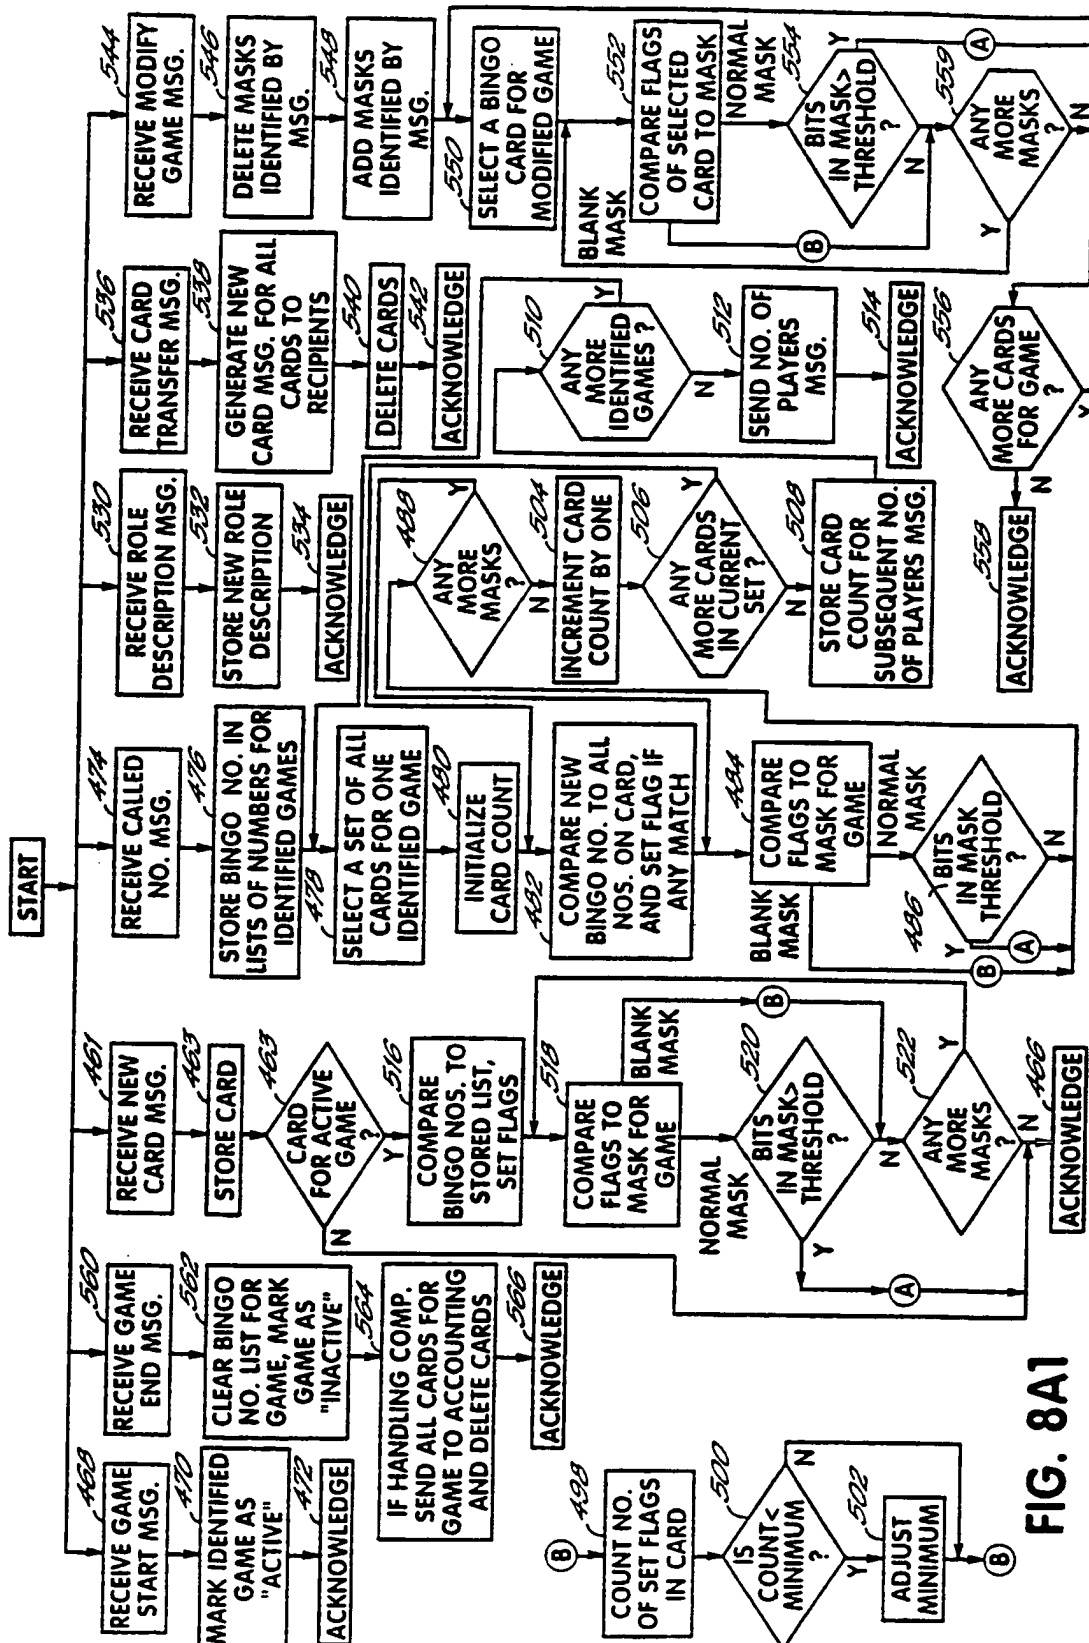 START
468
RECEIVE GAME
START MSG.
470
MARK IDENTIFIED
GAME AS
"ACTIVE"
472
ACKNOWLEDGE
560
RECEIVE GAME
END MSG.
562
CLEAR BINGO
NO. LIST FOR
GAME, MARK
GAME AS
"INACTIVE"
564
IF HANDLING COMP.
SEND ALL CARDS FOR
GAME TO ACCOUNTING
AND DELETE CARDS
566
ACKNOWLEDGE
461
RECEIVE NEW
CARD MSG.
463
STORE CARD
463
CARD
FOR ACTIVE
GAME
?
N
Y
516
COMPARE
BINGO NOS. TO
STORED LIST,
SET FLAGS
518
COMPARE
FLAGS TO
MASK FOR
GAME
BLANK
MASK
B
NORMAL
MASK
520
BITS
IN MASK>
THRESHOLD
?
Y
A
N
522
ANY
MORE
MASKS
?
Y
N
466
ACKNOWLEDGE
474
RECEIVE CALLED
NO. MSG.
476
STORE BINGO NO. IN
LISTS OF NUMBERS FOR
IDENTIFIED GAMES
478
SELECT A SET OF ALL
CARDS FOR ONE
IDENTIFIED GAME
480
INITIALIZE
CARD COUNT
482
COMPARE NEW
BINGO NO. TO ALL
NOS. ON CARD,
AND SET FLAG IF
ANY MATCH
484
COMPARE
FLAGS TO
MASK FOR
GAME
BLANK
MASK
NORMAL
MASK
486
BITS
IN MASK
THRESHOLD
?
Y
A
B
N
530
RECEIVE ROLE
DESCRIPTION MSG.
532
STORE NEW ROLE
DESCRIPTION
534
ACKNOWLEDGE
488
ANY
MORE
MASKS
?
Y
N
504
INCREMENT CARD
COUNT BY ONE
506
ANY
MORE CARDS
IN CURRENT
SET ?
Y
N
508
STORE CARD
COUNT FOR
SUBSEQUENT NO.
OF PLAYERS MSG.
536
RECEIVE CARD
TRANSFER MSG.
538
GENERATE NEW
CARD MSG. FOR ALL
CARDS TO
RECIPIENTS
540
DELETE CARDS
542
ACKNOWLEDGE
510
ANY
MORE
IDENTIFIED
GAMES ?
Y
N
512
SEND NO. OF
PLAYERS
MSG.
514
ACKNOWLEDGE
544
RECEIVE MODIFY
GAME MSG.
546
DELETE MASKS
IDENTIFIED BY
MSG.
548
ADD MASKS
IDENTIFIED BY
MSG.
550
SELECT A BINGO
CARD FOR
MODIFIED GAME
552
COMPARE FLAGS
OF SELECTED
CARD TO MASK
BLANK
MASK
B
NORMAL
MASK
554
BITS
IN MASK>
THRESHOLD
?
Y
A
N
559
ANY
MORE
MASKS
?
Y
N
556
ANY
MORE CARDS
FOR GAME
?
Y
N
558
ACKNOWLEDGE
B
498
COUNT NO.
OF SET FLAGS
IN CARD
500
IS
COUNT<
MINIMUM
?
N
Y
502
ADJUST
MINIMUM
B
FIG. 8A1